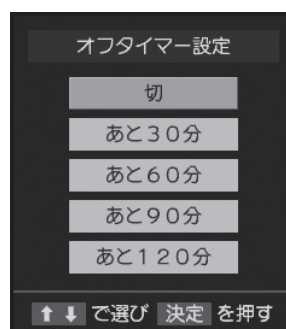 オフタイマー設定
切
あと３０分
あと６０分
あと９０分
あと１２０分
⬆⬇ で選び 決定 を押す